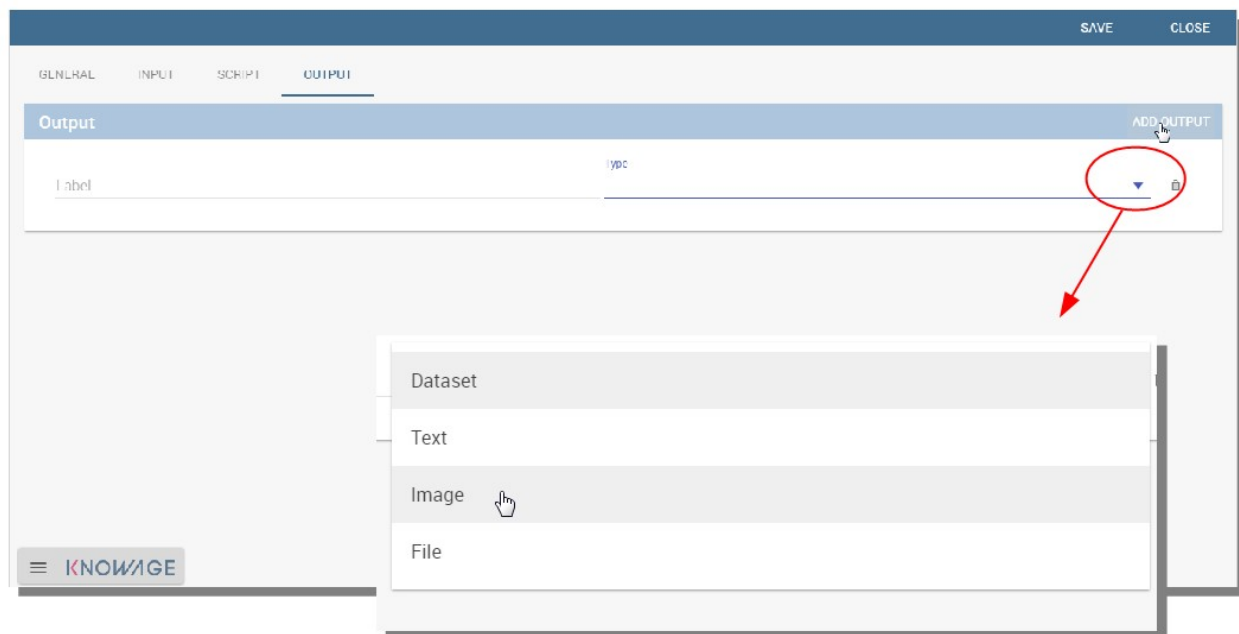 SAVE CLOSE
GENERAL INPUT SCRIPT OUTPUT
Output ADD OUTPUT
Type
Label
Dataset
Text
Image
File
KNOWAGE